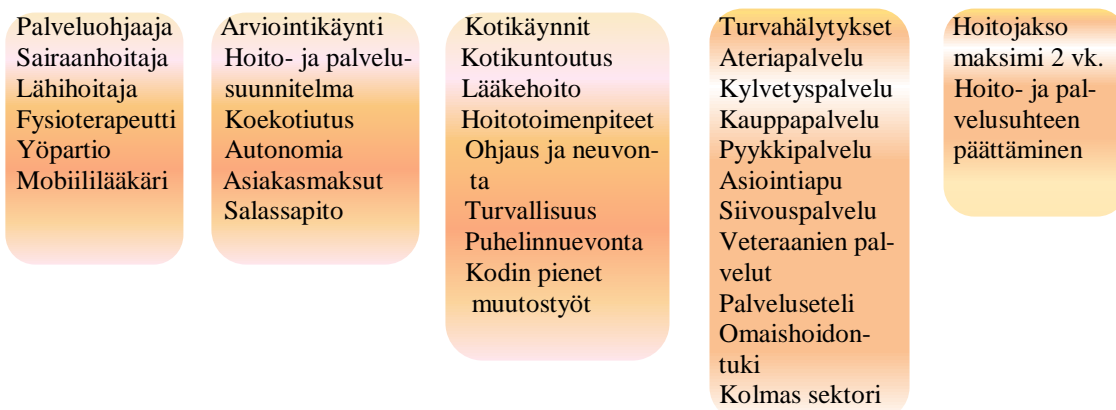 Palveluohjaaja
Sairaanhoitaja
Lähihoitaja
Fysioterapeutti
Yöpartio
Mobiililääkäri
Arviointikäynti
Hoito- ja palvelu-
suunnitelma
Koekotiutus
Autonomia
Asiakasmaksut
Salassapito
Kotikäynnit
Kotikuntoutus
Lääkehoito
Hoitotoimenpiteet
Ohjaus ja neuvon-
ta
Turvallisuus
Puhelinnuevonta
Kodin pienet
muutostyöt
Turvahälytykset
Ateriapalvelu
Kylvetyspalvelu
Kauppapalvelu
Pyykkipalvelu
Asiointiapu
Siivouspalvelu
Veteraanien pal-
velut
Palveluseteli
Omaishoidon-
tuki
Kolmas sektori
Hoitojakso
maksimi 2 vk.
Hoito- ja pal-
velusuhteen
päättäminen